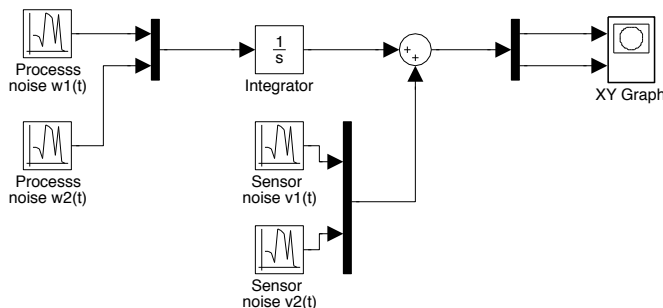 Processs
noise w1(t)
1
s
Integrator
+
+
XY Graph
Processs
noise w2(t)
Sensor
noise v1(t)
Sensor
noise v2(t)